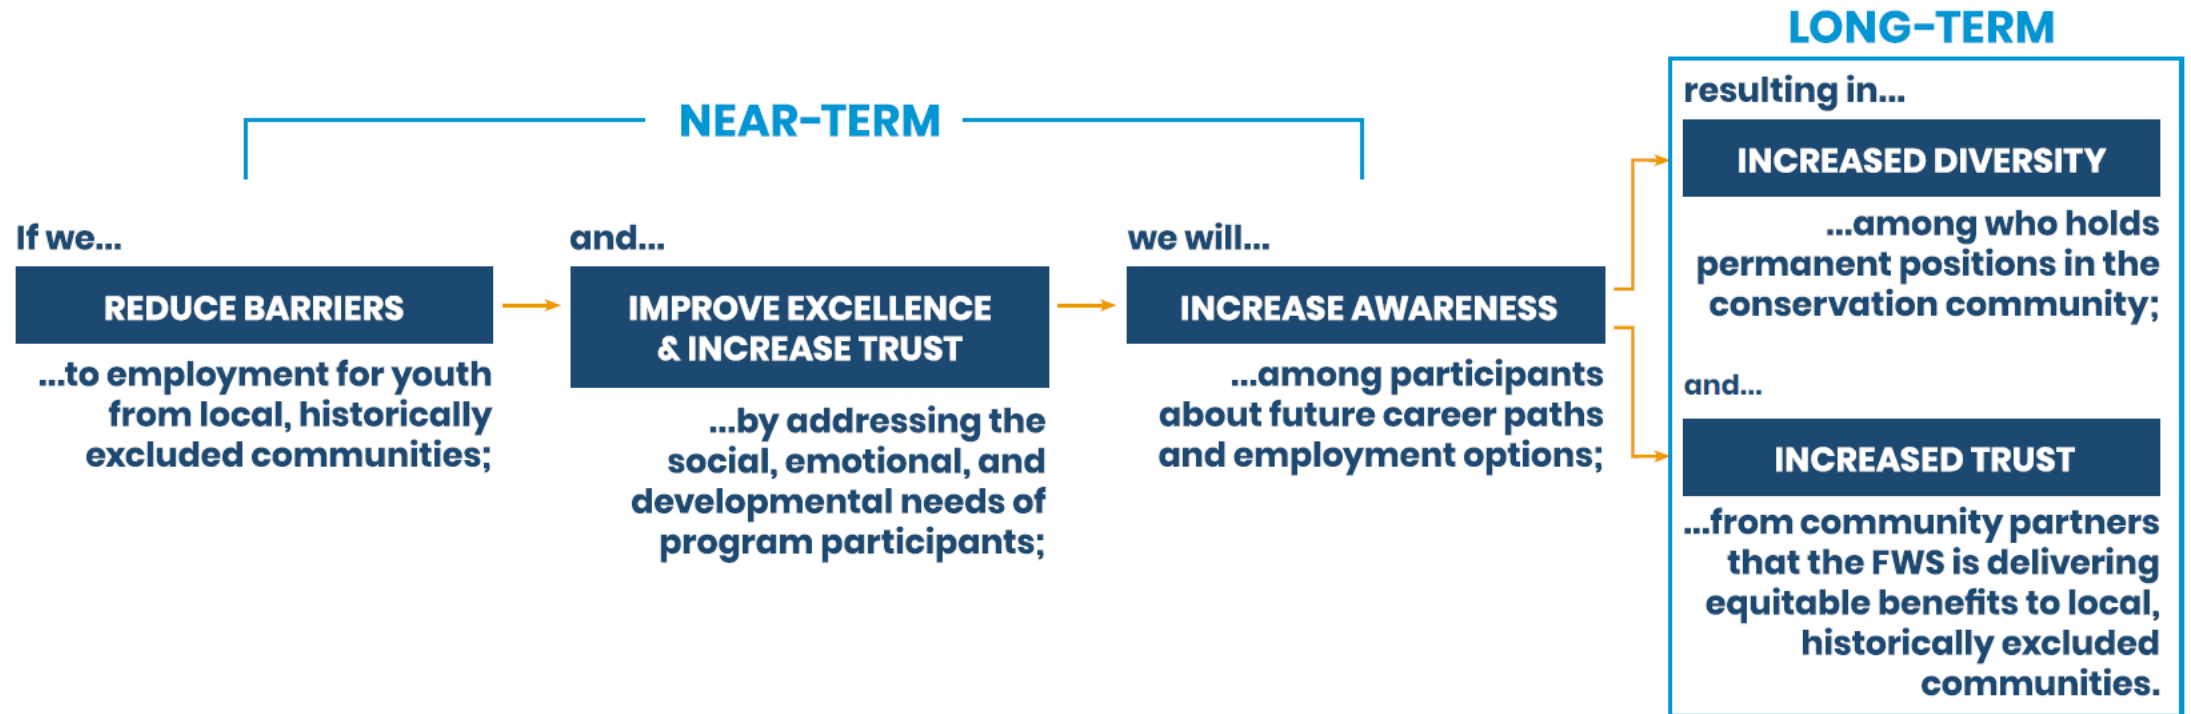 NEAR-TERM
If we...
REDUCE BARRIERS
...to employment for youth
from local, historically
excluded communities;
and...
IMPROVE EXCELLENCE
& INCREASE TRUST
...by addressing the
social, emotional, and
developmental needs of
program participants;
we will...
INCREASE AWARENESS
...among participants
about future career paths
and employment options;
LONG-TERM
resulting in...
INCREASED DIVERSITY
...among who holds
permanent positions in the
conservation community;
and...
INCREASED TRUST
...from community partners
that the FWS is delivering
equitable benefits to local,
historically excluded
communities.